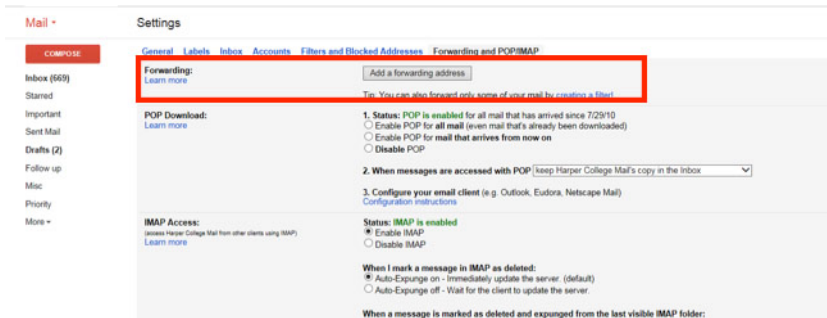 Mail
Settings
COMPOSE
General Labels Inbox Accounts Filters and Blocked Addresses Forwarding and POP/IMAP
Inbox (669)
Starred
Important
Sent Mail
Drafts (2)
Follow up
Misc
Priority
More
Forwarding:
Learn more
Add a forwarding address
Tip: You can also forward only some of your mail by creating a filter!
POP Download:
Learn more
1. Status: POP is enabled for all mail that has arrived since 7/29/10
Enable POP for all mail (even mail that's already been downloaded)
Enable POP for mail that arrives from now on
Disable POP
2. When messages are accessed with POP keep Harper College Mail's copy in the Inbox
3. Configure your email client (e.g. Outlook, Eudora, Netscape Mail)
Configuration instructions
IMAP Access:
(access Harper College Mail from other clients using IMAP)
Learn more
Status: IMAP is enabled
Enable IMAP
Disable IMAP
When I mark a message in IMAP as deleted:
Auto-Expunge on - Immediately update the server. (default)
Auto-Expunge off - Wait for the client to update the server.
When a message is marked as deleted and expunged from the last visible IMAP folder: